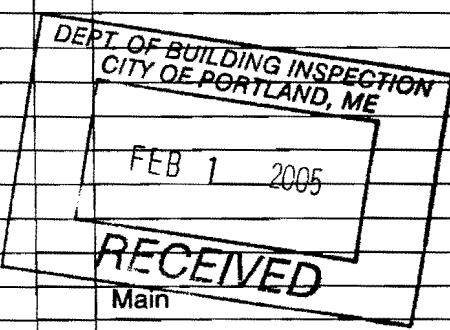 DEPT. OF BUILDING INSPECTION
CITY OF PORTLAND, ME
FEB 1 2005
RECEIVED
Main